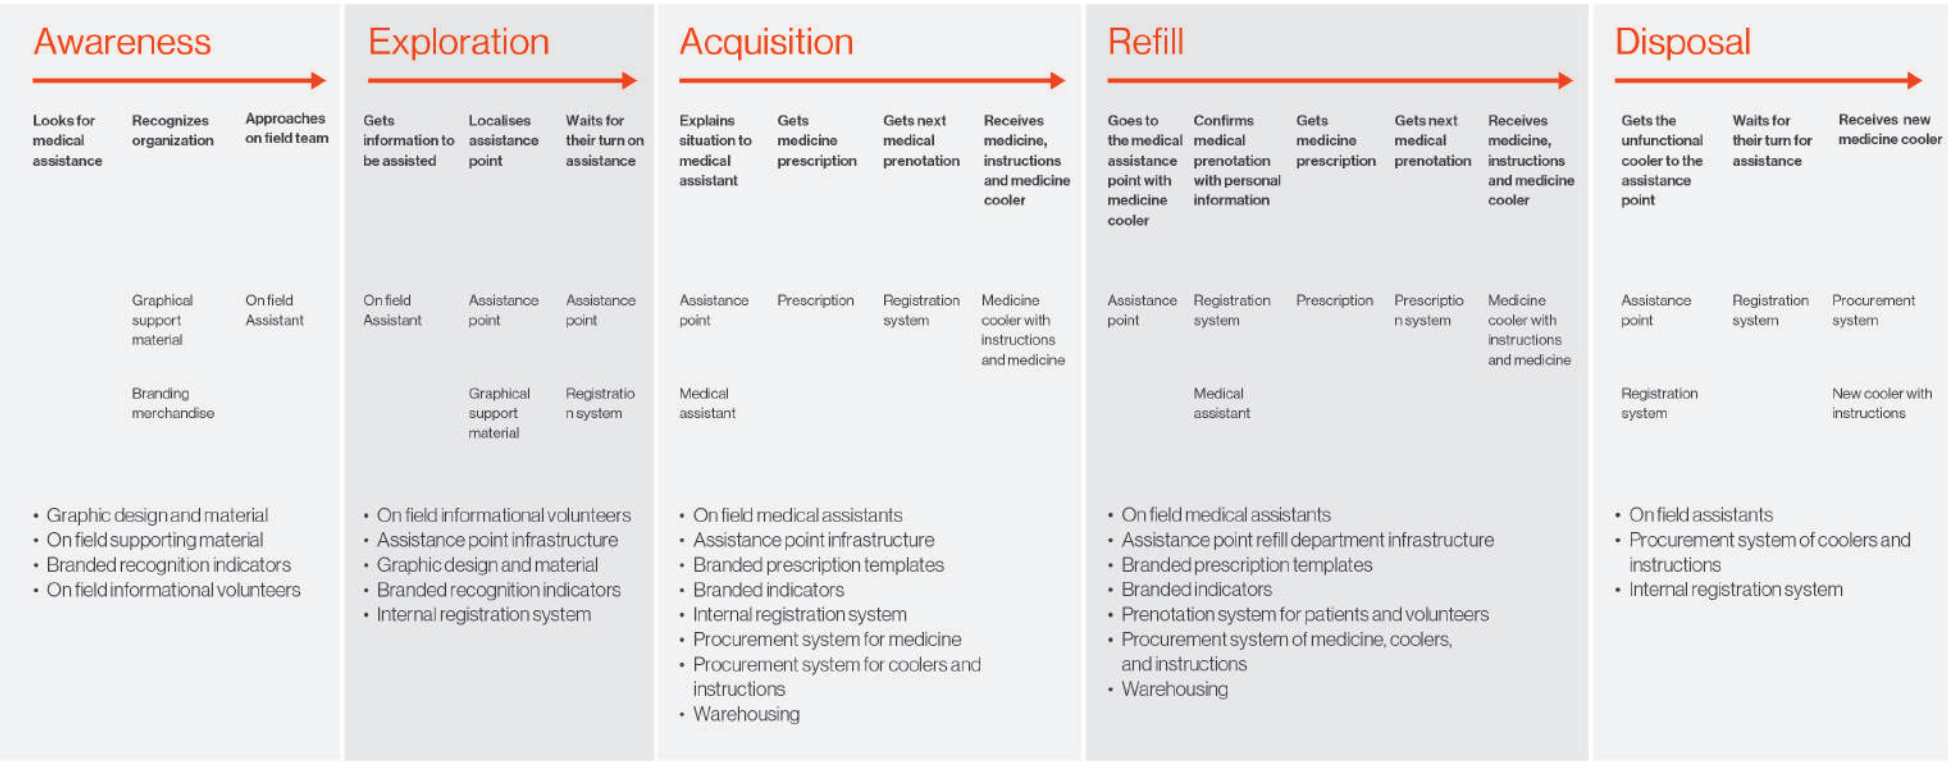 Awareness
Looks for
medical
assistance
Recognizes
organization
Approaches
on field team
Graphical
support
material
On field
Assistant
Branding
merchandise
• Graphic design and material
• On field supporting material
• Branded recognition indicators
• On field informational volunteers
Exploration
Gets
information to
be assisted
Localises
assistance
point
Waits for
their turn on
assistance
On field
Assistant
Assistance
point
Assistance
point
Graphical
support
material
Registratio
n system
• On field informational volunteers
• Assistance point infrastructure
• Graphic design and material
• Branded recognition indicators
• Internal registration system
Acquisition
Explains
situation to
medical
assistant
Gets
medicine
prescription
Gets next
medical
prenotation
Receives
medicine,
instructions
and medicine
cooler
Assistance
point
Prescription
Registration
system
Medicine
cooler with
instructions
and medicine
Medical
assistant
• On field medical assistants
• Assistance point infrastructure
• Branded prescription templates
• Branded indicators
• Internal registration system
• Procurement system for medicine
• Procurement system for coolers and
instructions
• Warehousing
Refill
Goes to
the medical
assistance
point with
medicine
cooler
Confirms
medical
prenotation
with personal
information
Gets
medicine
prescription
Gets next
medical
prenotation
Receives
medicine,
instructions
and medicine
cooler
Assistance
point
Registration
system
Prescription
Prescriptio
n system
Medicine
cooler with
instructions
and medicine
Medical
assistant
• On field medical assistants
• Assistance point refill department infrastructure
• Branded prescription templates
• Branded indicators
• Prenotation system for patients and volunteers
• Procurement system of medicine, coolers,
and instructions
• Warehousing
Disposal
Gets the
unfunctional
cooler to the
assistance
point
Waits for
their turn for
assistance
Receives new
medicine cooler
Assistance
point
Registration
system
Procurement
system
Registration
system
New cooler with
instructions
• On field assistants
• Procurement system of coolers and
instructions
• Internal registration system